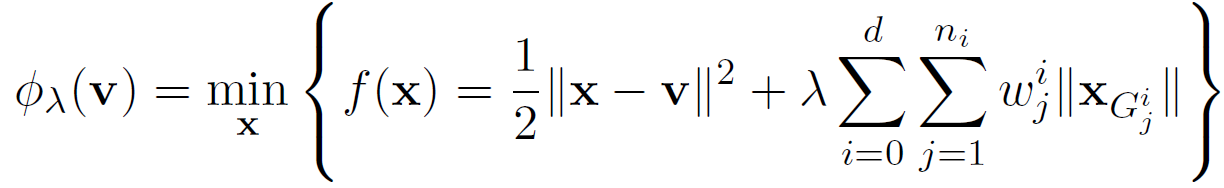 $$\phi_\lambda(\mathbf{v}) = \min_{\mathbf{x}} \left\{ f(\mathbf{x}) = \frac{1}{2} \|\mathbf{x} - \mathbf{v}\|^2 + \lambda \sum_{i=0}^{d} \sum_{j=1}^{n_i} w_j^i \|\mathbf{x}_{G_j^i}\| \right\}$$